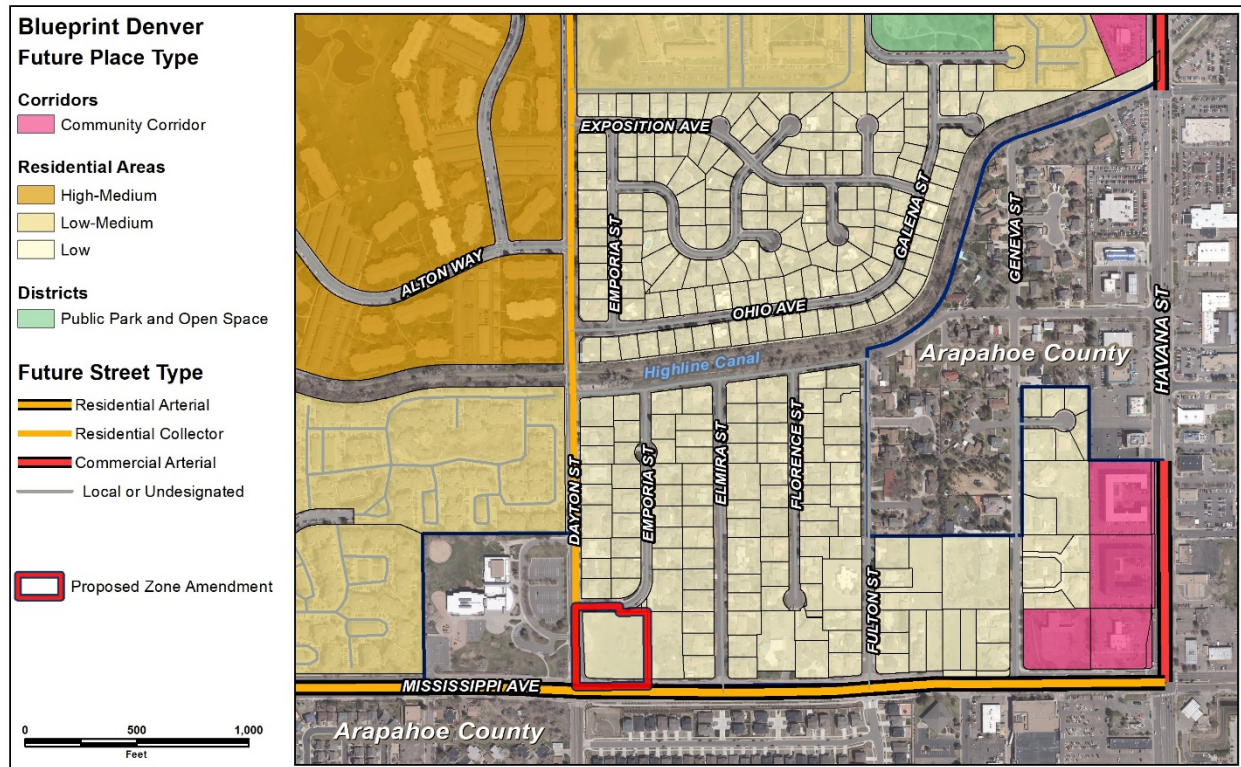 Blueprint Denver
Future Place Type
Corridors
Community Corridor
Residential Areas
High-Medium
Low-Medium
Low
Districts
Public Park and Open Space
Future Street Type
Residential Arterial
Residential Collector
Commercial Arterial
Local or Undesignated
Proposed Zone Amendment
0 500 1,000
Feet
EXPOSITION AVE
EMPORIA ST
GALENA ST
GENEVA ST
ALTON WAY
OHIO AVE
HAVANA ST
Highline Canal
Arapahoe County
DAYTON ST
EMPORIA ST
ELMIRA ST
FLORENCE ST
FULTON ST
MISSISSIPPI AVE
Arapahoe County